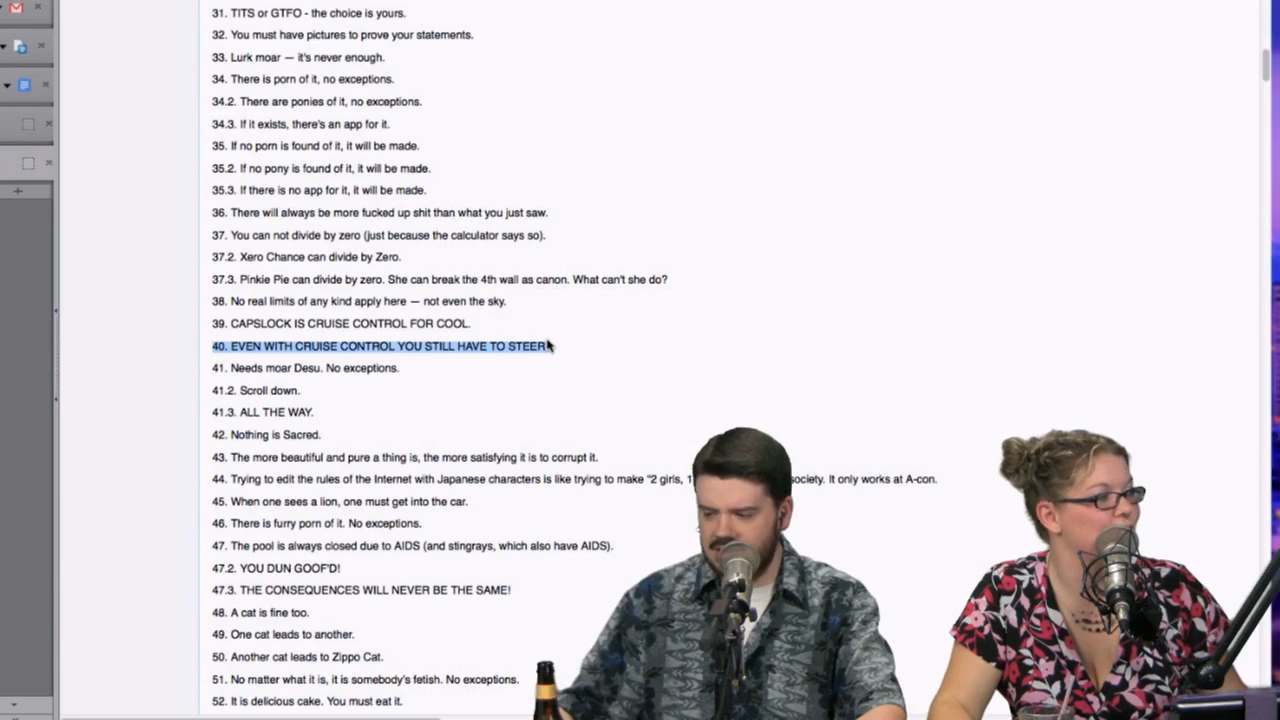 31. TITS or GTFO - the choice is yours.
32. You must have pictures to prove your statements.
33. Lurk moar — it's never enough.
34. There is porn of it, no exceptions.
34.2. There are ponies of it, no exceptions.
34.3. If it exists, there's an app for it.
35. If no porn is found of it, it will be made.
35.2. If no pony is found of it, it will be made.
35.3. If there is no app for it, it will be made.
36. There will always be more fucked up shit than what you just saw.
37. You can not divide by zero (just because the calculator says so).
37.2. Xero Chance can divide by Zero.
37.3. Pinkie Pie can divide by zero. She can break the 4th wall as canon. What can't she do?
38. No real limits of any kind apply here — not even the sky.
39. CAPSLOCK IS CRUISE CONTROL FOR COOL.
40. EVEN WITH CRUISE CONTROL YOU STILL HAVE TO STEER
41. Needs moar Desu. No exceptions.
41.2. Scroll down.
41.3. ALL THE WAY.
42. Nothing is Sacred.
43. The more beautiful and pure a thing is, the more satisfying it is to corrupt it.
44. Trying to edit the rules of the Internet with Japanese characters is like trying to make "2 girls, 1 society. It only works at A-con.
45. When one sees a lion, one must get into the car.
46. There is furry porn of it. No exceptions.
47. The pool is always closed due to AIDS (and stingrays, which also have AIDS).
47.2. YOU DUN GOOF'D!
47.3. THE CONSEQUENCES WILL NEVER BE THE SAME!
48. A cat is fine too.
49. One cat leads to another.
50. Another cat leads to Zippo Cat.
51. No matter what it is, it is somebody's fetish. No exceptions.
52. It is delicious cake. You must eat it.